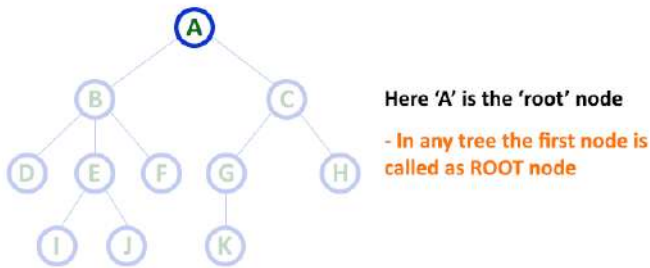 A
B
C
Here ‘A’ is the ‘root’ node
- In any tree the first node is
called as ROOT node
D
E
F
G
H
I
J
K